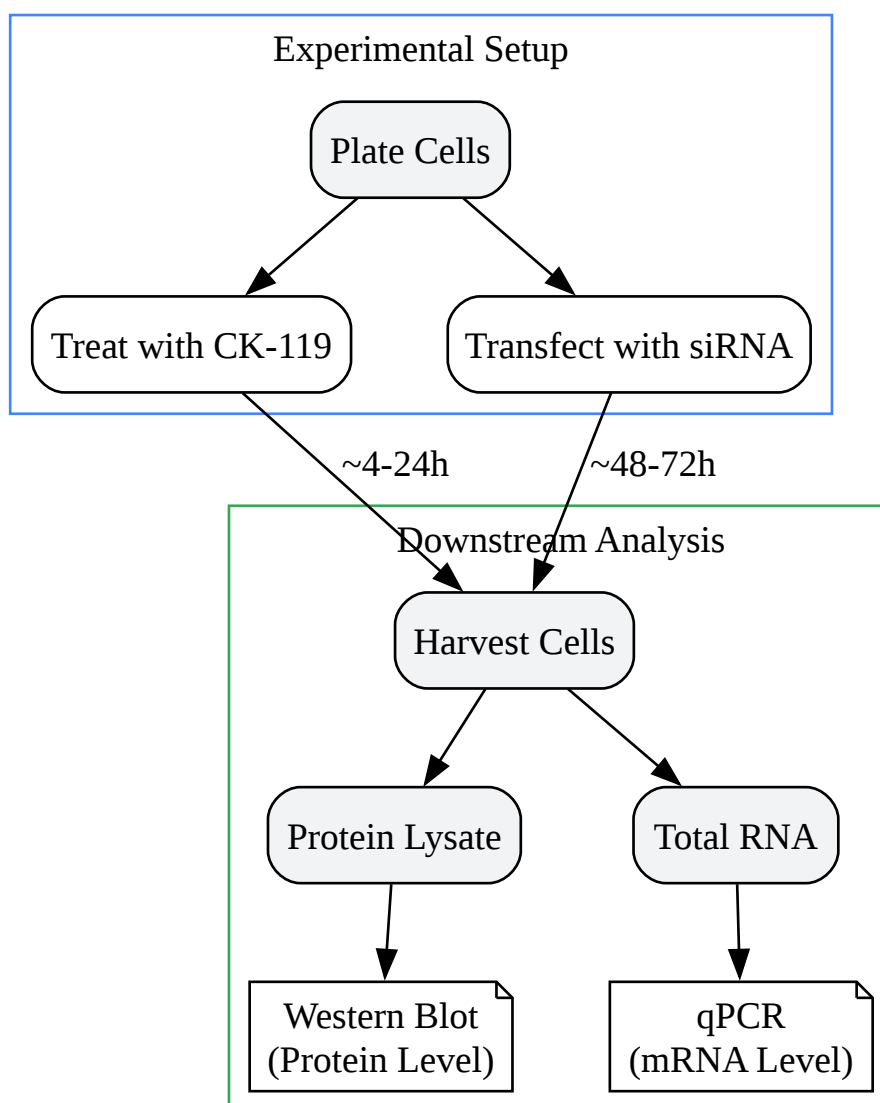 Experimental Setup
Plate Cells
Treat with CK-119
Transfect with siRNA
~4-24h
~48-72h
Downstream Analysis
Harvest Cells
Protein Lysate
Total RNA
Western Blot
(Protein Level)
qPCR
(mRNA Level)